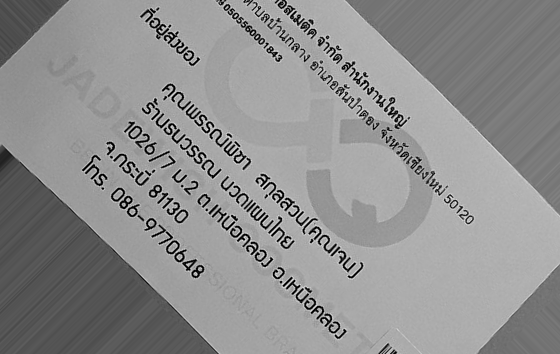 อสเมติค จำกัด สำนักงานใหญ่
ตำบลบ้านกลาง อำเภอสันป่าตอง จังหวัดเชียงใหม่ 50120
0505560001843
ที่อยู่ส่งของ
คุณพรรณพิฆา สกุลสวน(คุณเจน)
ร้านธนวรรณ นวดแผนไทย
1026/7 ม.2 ต.เหนือคลอง อ.เหนือคลอง
จ.กระบี่ 81130
โทร. 086-9770648